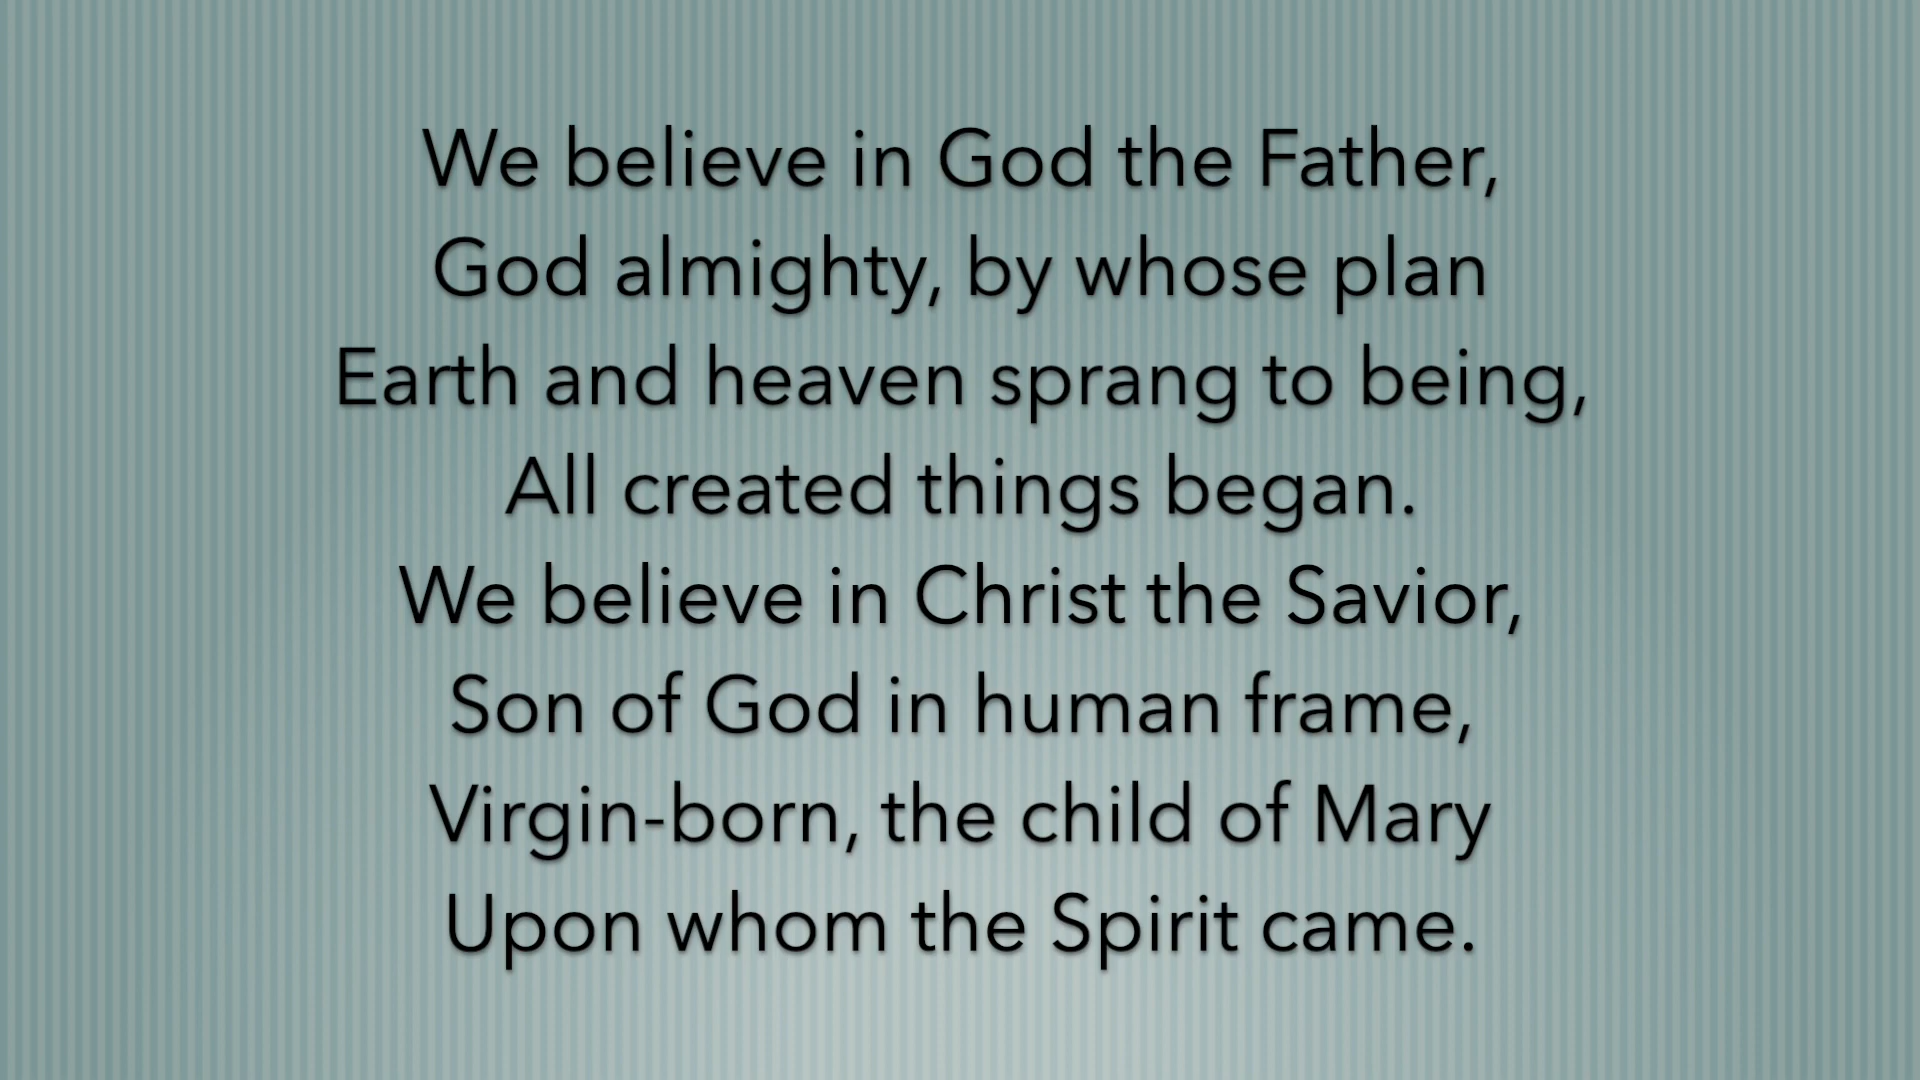 We believe in God the Father,
God almighty, by whose plan
Earth and heaven sprang to being,
All created things began.
We believe in Christ the Savior,
Son of God in human frame,
Virgin-born, the child of Mary
Upon whom the Spirit came.